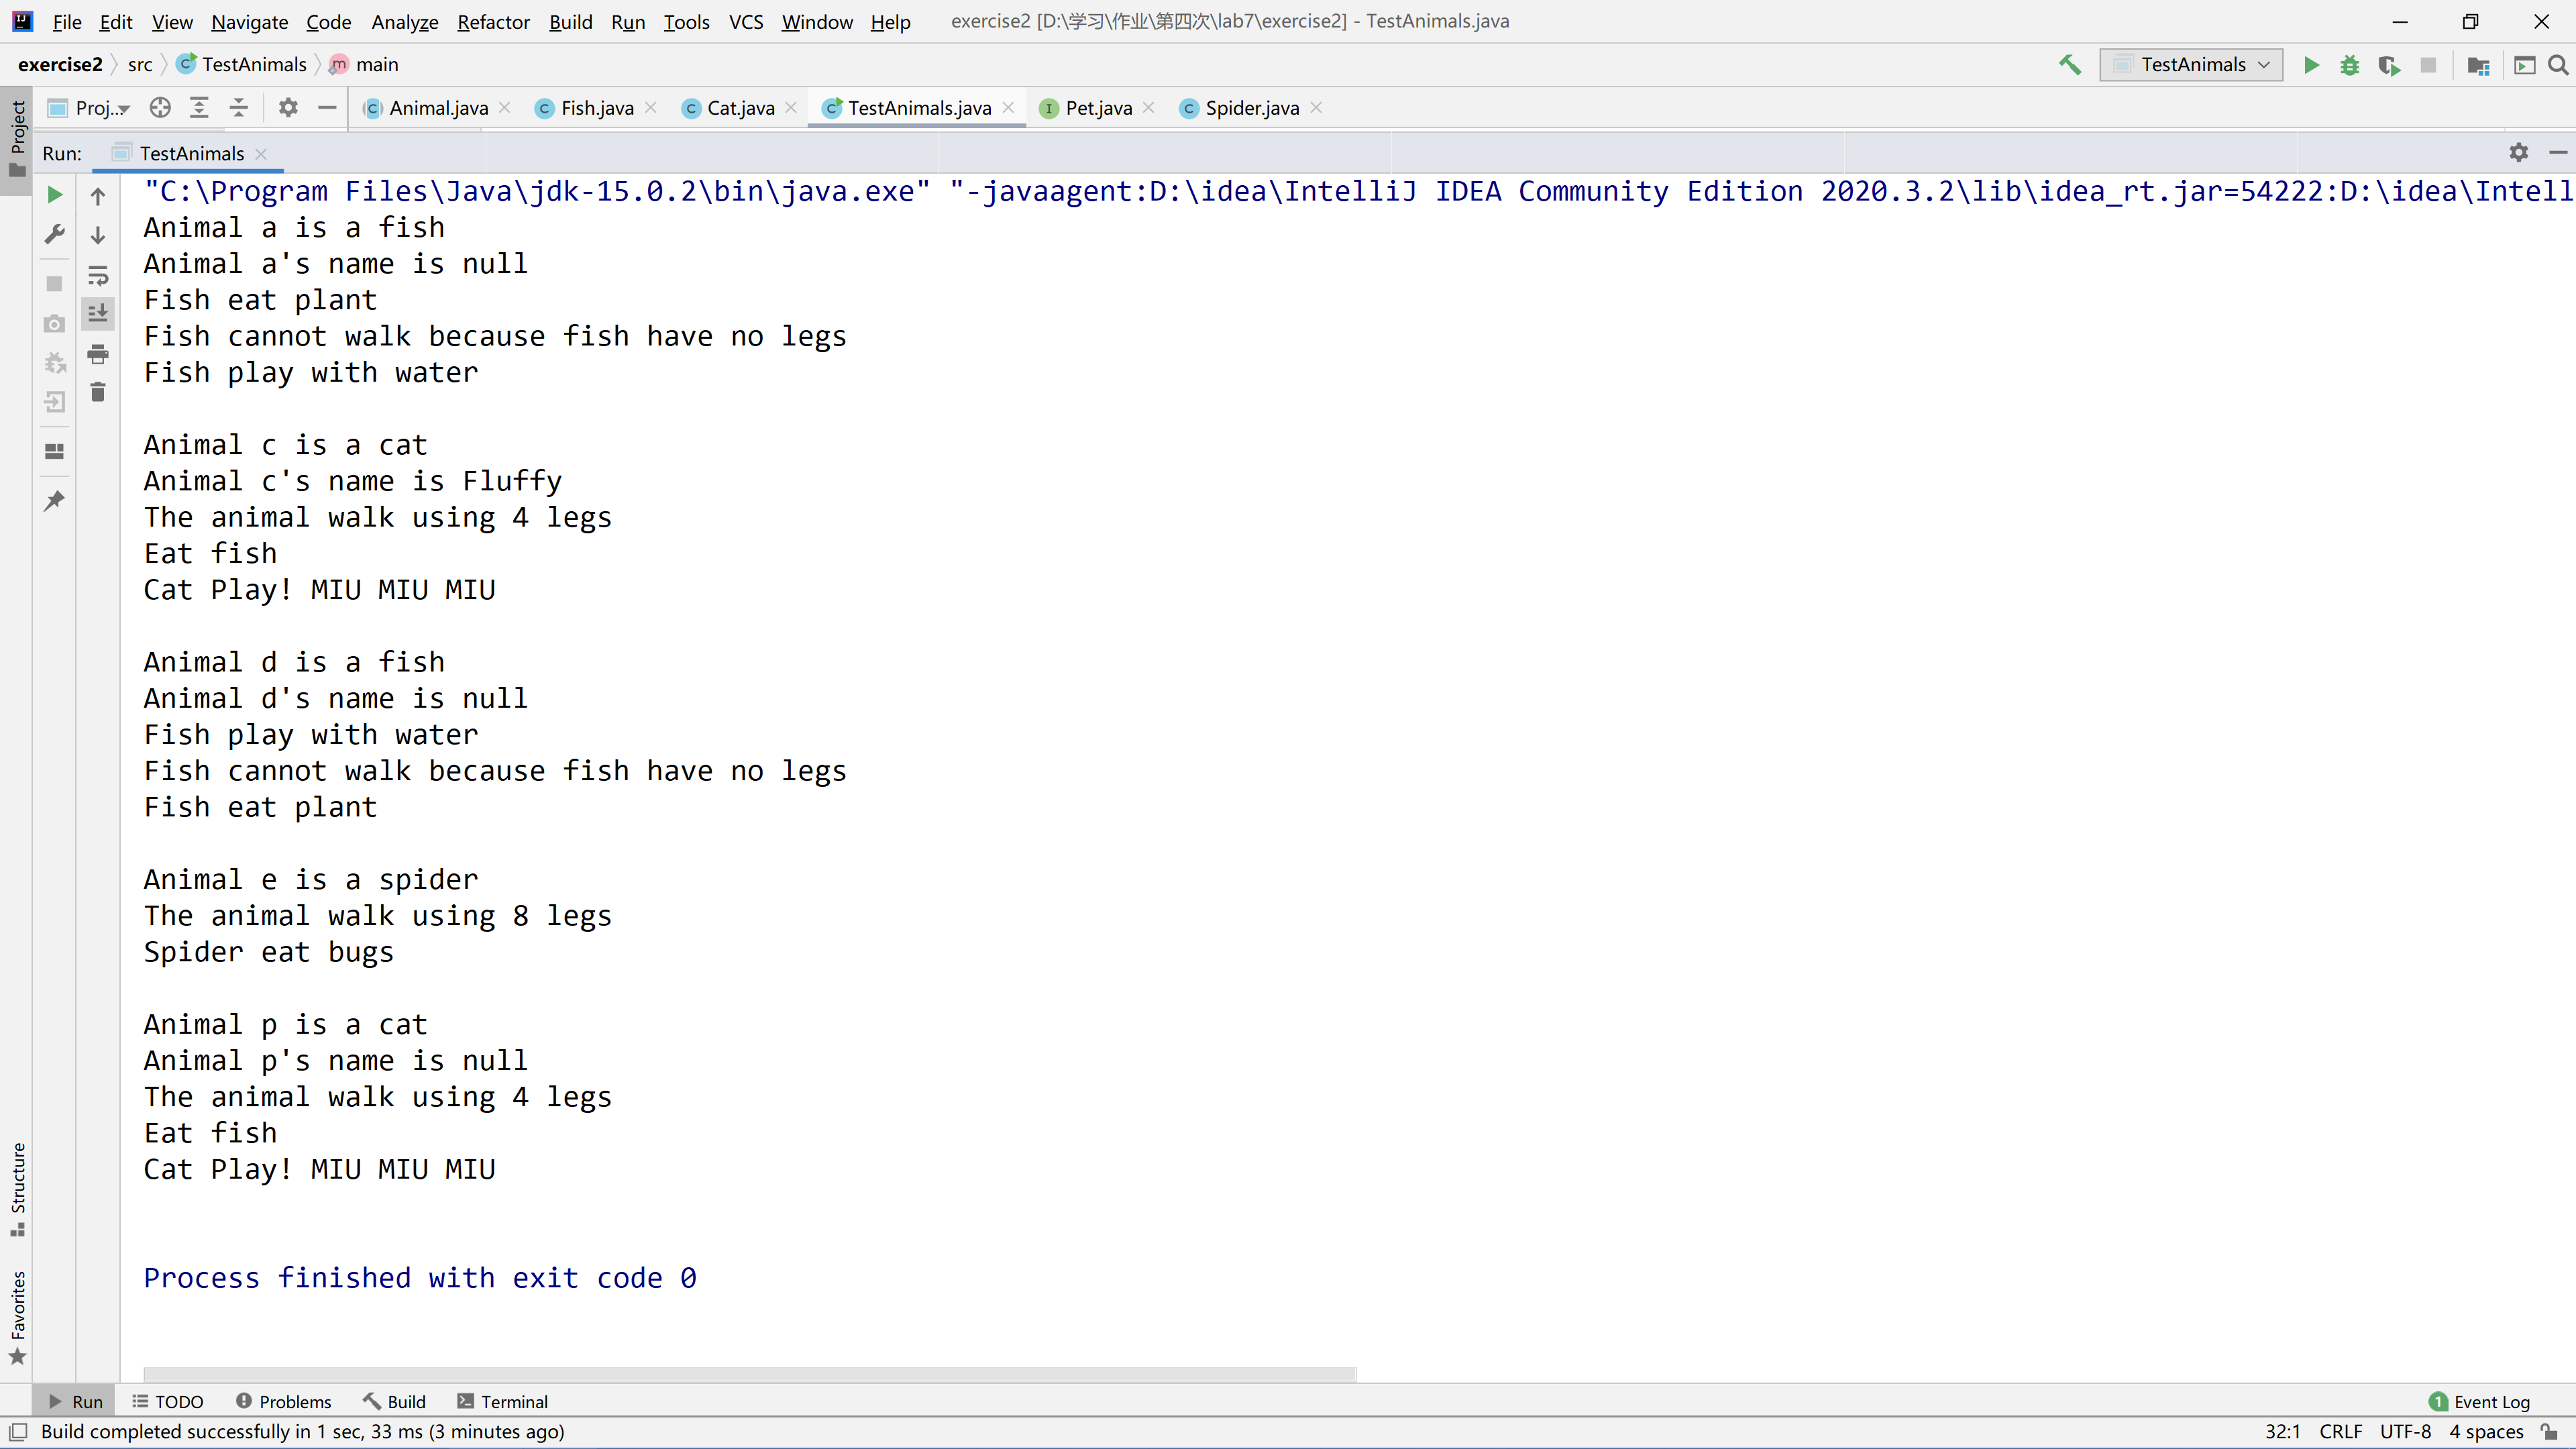 File Edit View Navigate Code Analyze Refactor Build Run Tools VCS Window Help exercise2 [D:\学习\作业\第四次\lab7\exercise2] - TestAnimals.java
exercise2 src TestAnimals main TestAnimals
Proj... Animal.java Fish.java Cat.java TestAnimals.java Pet.java Spider.java
Project
Run: TestAnimals
"C:\Program Files\Java\jdk-15.0.2\bin\java.exe" "-javaagent:D:\idea\IntelliJ IDEA Community Edition 2020.3.2\lib\idea_rt.jar=54222:D:\idea\Intell
Animal a is a fish
Animal a's name is null
Fish eat plant
Fish cannot walk because fish have no legs
Fish play with water
Animal c is a cat
Animal c's name is Fluffy
The animal walk using 4 legs
Eat fish
Cat Play! MIU MIU MIU
Animal d is a fish
Animal d's name is null
Fish play with water
Fish cannot walk because fish have no legs
Fish eat plant
Animal e is a spider
The animal walk using 8 legs
Spider eat bugs
Animal p is a cat
Animal p's name is null
The animal walk using 4 legs
Eat fish
Cat Play! MIU MIU MIU
Process finished with exit code 0
Structure
Favorites
Run TODO Problems Build Terminal 1 Event Log
Build completed successfully in 1 sec, 33 ms (3 minutes ago) 32:1 CRLF UTF-8 4 spaces